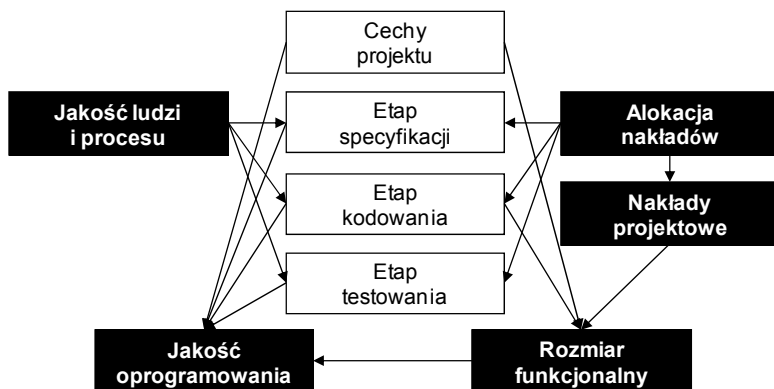 Cechy
projektu
Jakość ludzi
i procesu
Etap
specyfikacji
Alokacja
nakładów
Etap
kodowania
Nakłady
projektowe
Etap
testowania
Jakość
oprogramowania
Rozmiar
funkcjonalny